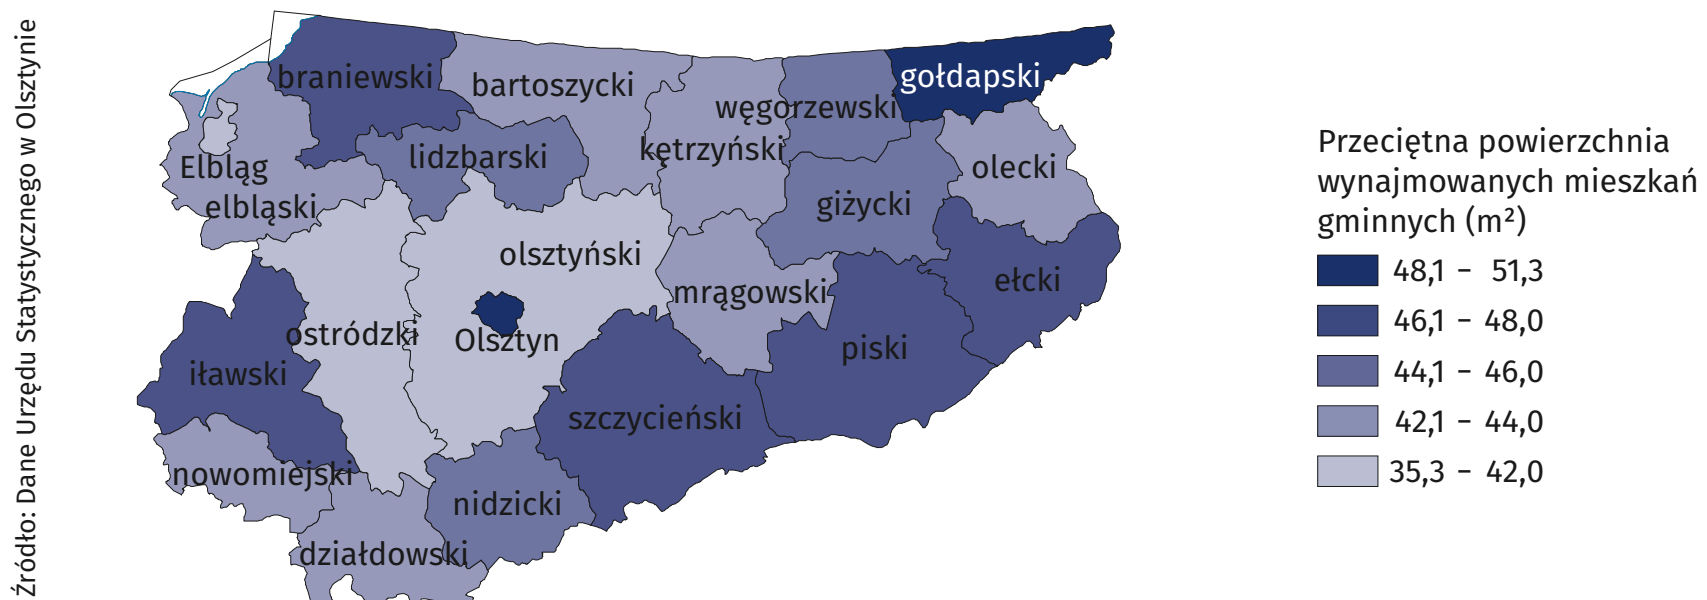 Źródło: Dane Urzędu Statystycznego w Olsztynie
braniewski
bartoszycki
gołdapski
węgorzewski
kętrzyński
lidzbarski
Elbląg
olecki
elbląski
giżycki
olsztyński
ełcki
mrągowski
ostródzki
Olsztyn
piski
iławski
szczycieński
nowomiejski
nidzicki
działdowski
Przeciętna powierzchnia
wynajmowanych mieszkań
gminnych (m²)
48,1 – 51,3
46,1 – 48,0
44,1 – 46,0
42,1 – 44,0
35,3 – 42,0